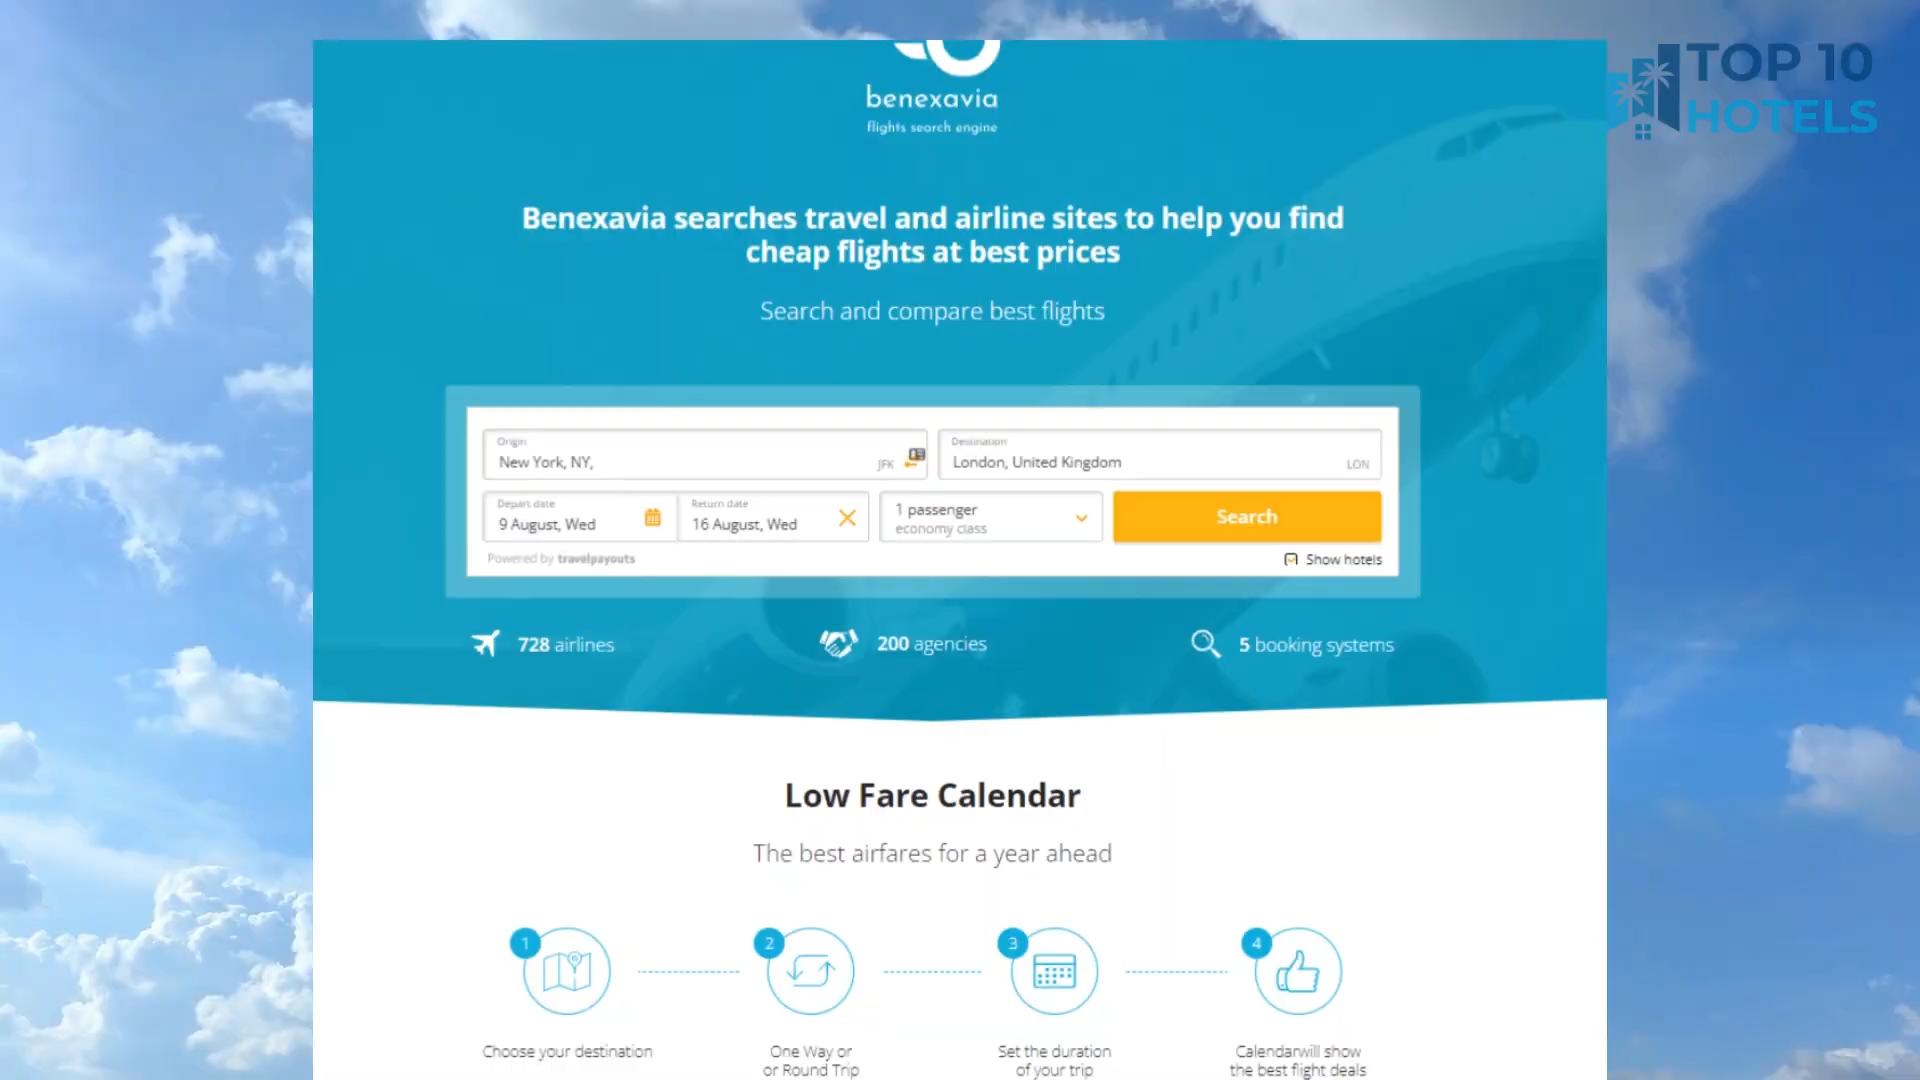 TOP 10
HOTELS
benexavia
flights search engine
Benexavia searches travel and airline sites to help you find
cheap flights at best prices
Search and compare best flights
Origin
New York, NY,
JFK
Destination
London, United Kingdom
LON
Depart date
9 August, Wed
Return date
16 August, Wed
1 passenger
economy class
Search
Powered by travelpayouts
Show hotels
728 airlines
200 agencies
5 booking systems
Low Fare Calendar
The best airfares for a year ahead
1
2
3
4
Choose your destination
One Way or
or Round Trip
Set the duration
of your trip
Calendarwill show
the best flight deals